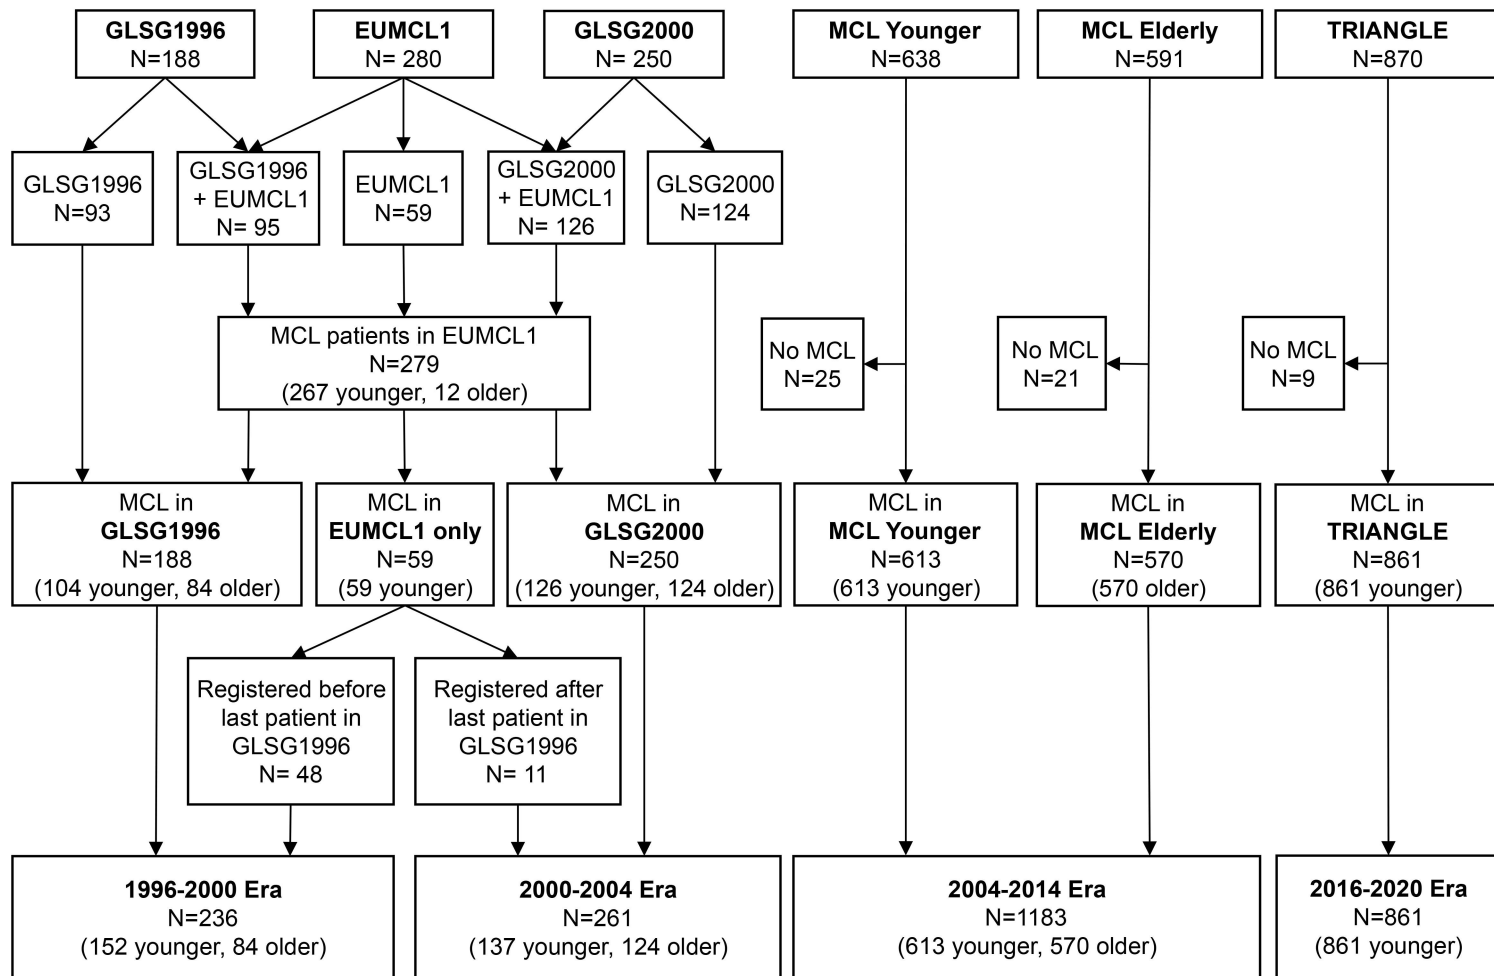 GLSG1996
N=188
EUMCL1
N= 280
GLSG2000
N= 250
MCL Younger
N=638
MCL Elderly
N=591
TRIANGLE
N=870
GLSG1996
N=93
GLSG1996
+ EUMCL1
N= 95
EUMCL1
N=59
GLSG2000
+ EUMCL1
N= 126
GLSG2000
N=124
MCL patients in EUMCL1
N=279
(267 younger, 12 older)
No MCL
N=25
No MCL
N=21
No MCL
N=9
MCL in
GLSG1996
N=188
(104 younger, 84 older)
MCL in
EUMCL1 only
N=59
(59 younger)
MCL in
GLSG2000
N=250
(126 younger, 124 older)
MCL in
MCL Younger
N=613
(613 younger)
MCL in
MCL Elderly
N=570
(570 older)
MCL in
TRIANGLE
N=861
(861 younger)
Registered before
last patient in
GLSG1996
N= 48
Registered after
last patient in
GLSG1996
N= 11
1996-2000 Era
N=236
(152 younger, 84 older)
2000-2004 Era
N=261
(137 younger, 124 older)
2004-2014 Era
N=1183
(613 younger, 570 older)
2016-2020 Era
N=861
(861 younger)